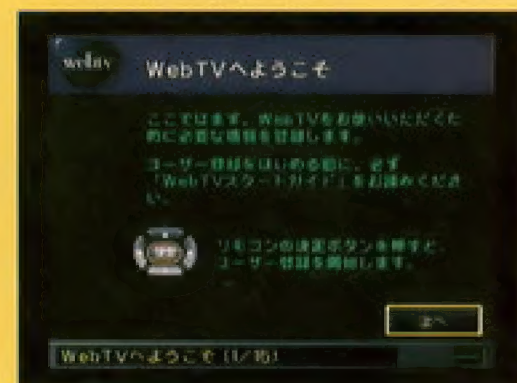 webtv
WebTVへようこそ
ここではまず、WebTVをお使いいただくた
めに必要な情報を登録します。
ユーザー登録をはじめる前に、必ず
「WebTVスタートガイド」をお読みくださ
い。
リモコンの決定ボタンを押すと、
ユーザー登録を開始します。
次へ
WebTVへようこそ (1/16)